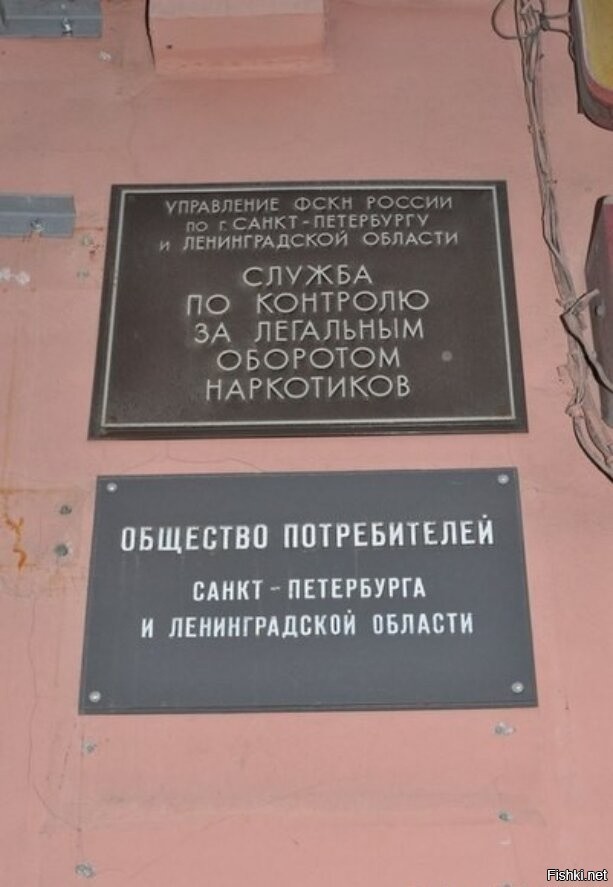 УПРАВЛЕНИЕ ФСКН РОССИИ
ПО Г. САНКТ-ПЕТЕРБУРГУ
И ЛЕНИНГРАДСКОЙ ОБЛАСТИ
СЛУЖБА
ПО КОНТРОЛЮ
ЗА ЛЕГАЛЬНЫМ
ОБОРОТОМ
НАРКОТИКОВ
ОБЩЕСТВО ПОТРЕБИТЕЛЕЙ
САНКТ-ПЕТЕРБУРГА
И ЛЕНИНГРАДСКОЙ ОБЛАСТИ
Fishki.net